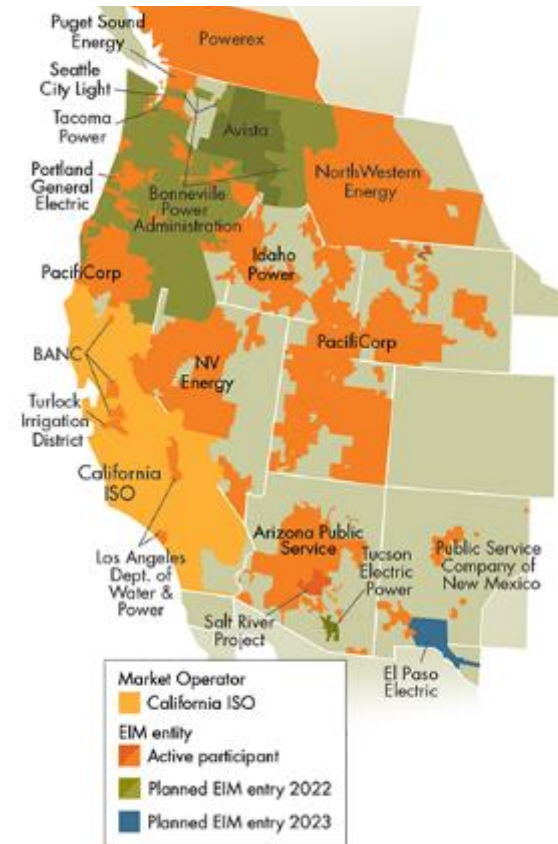 Puget Sound
Energy
Powerex
Seattle
City Light
Tacoma
Power
Avista
Portland
General
Electric
Bonneville
Power
Administration
NorthWestern
Energy
PacifiCorp
Idaho
Power
BANC
NV
Energy
PacifiCorp
Turlock
Irrigation
District
California
ISO
Los Angeles
Dept. of
Water &
Power
Arizona Public
Service
Salt River
Project
Tucson
Electric
Power
Public Service
Company of
New Mexico
El Paso
Electric
Market Operator
California ISO
EIM entity
Active participant
Planned EIM entry 2022
Planned EIM entry 2023